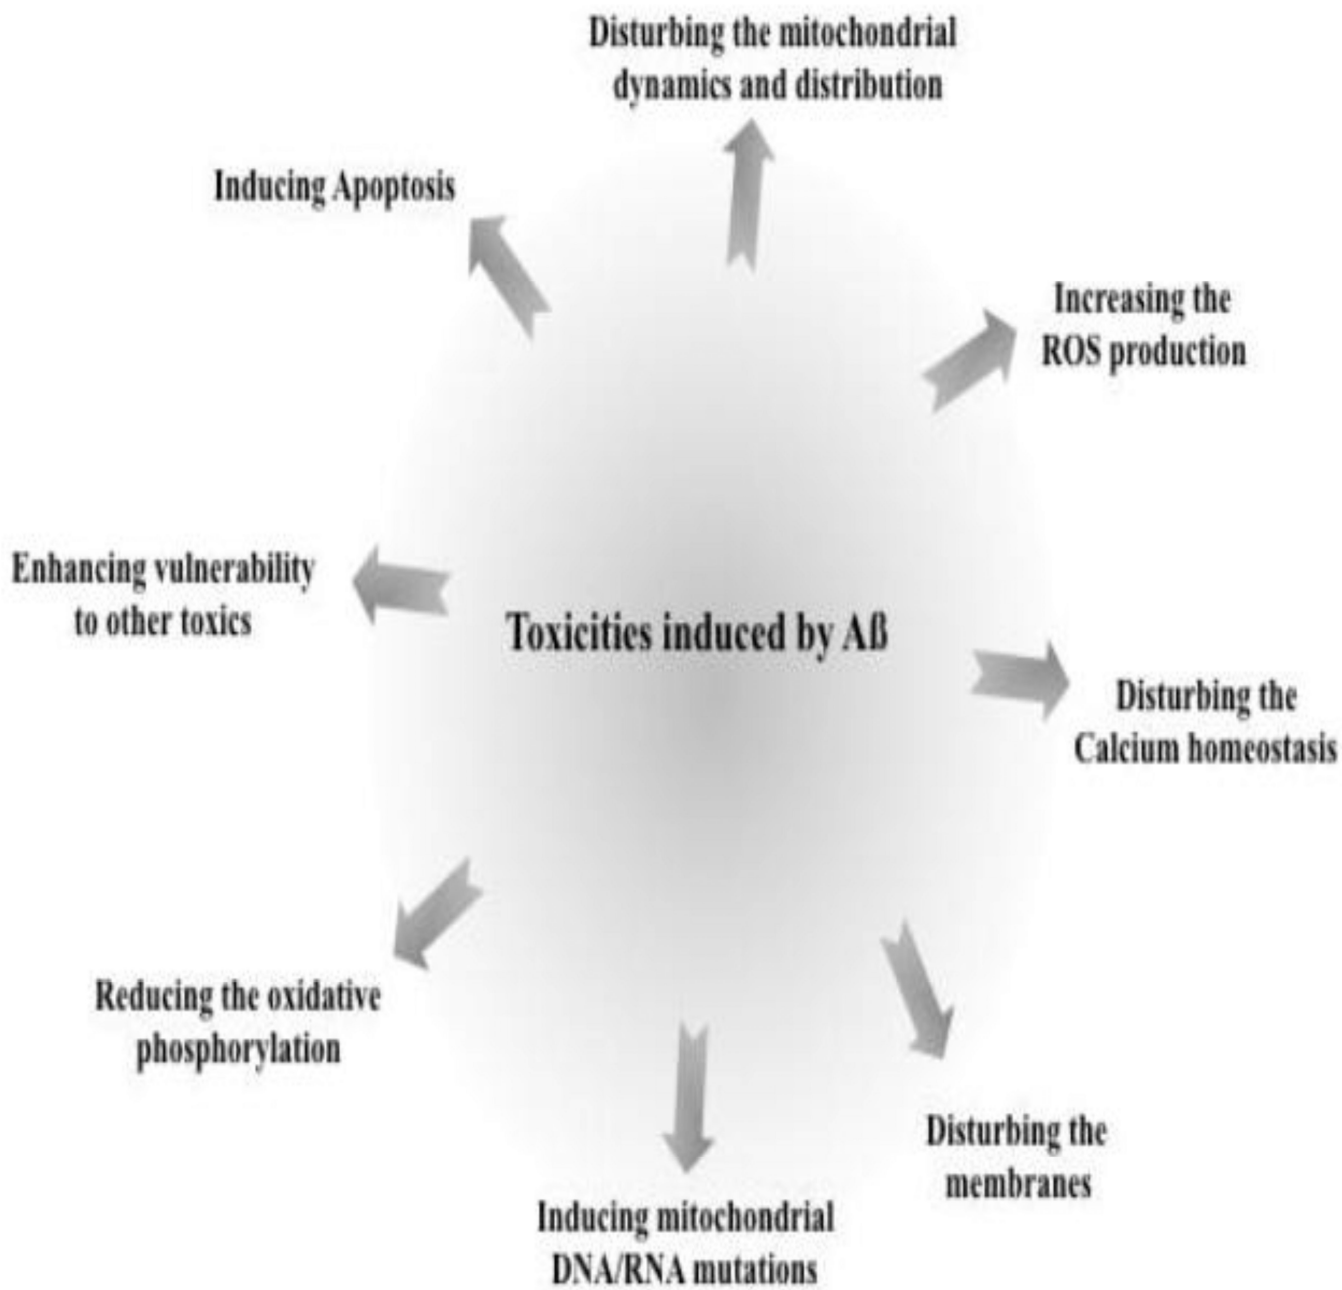 Disturbing the mitochondrial
dynamics and distribution
Inducing Apoptosis
Increasing the
ROS production
Enhancing vulnerability
to other toxics
Toxicities induced by Aß
Disturbing the
Calcium homeostasis
Reducing the oxidative
phosphorylation
Disturbing the
membranes
Inducing mitochondrial
DNA/RNA mutations